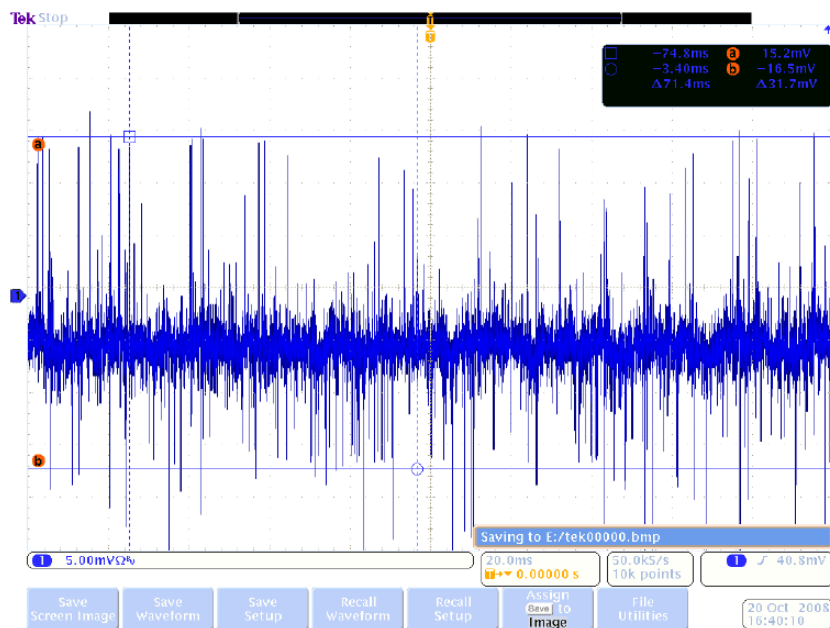 Tek Stop
-74.8ms a 15.2mV
-3.40ms b -16.5mV
Δ71.4ms Δ31.7mV
a
1
b
Saving to E:/tek00000.bmp
1 5.00mVΩ
20.0ms
T→▼ 0.00000 s
50.0kS/s
10k points
1 40.8mV
Save Screen Image
Save Waveform
Save Setup
Recall Waveform
Recall Setup
Assign Save to Image
File Utilities
20 Oct 2008
16:40:10